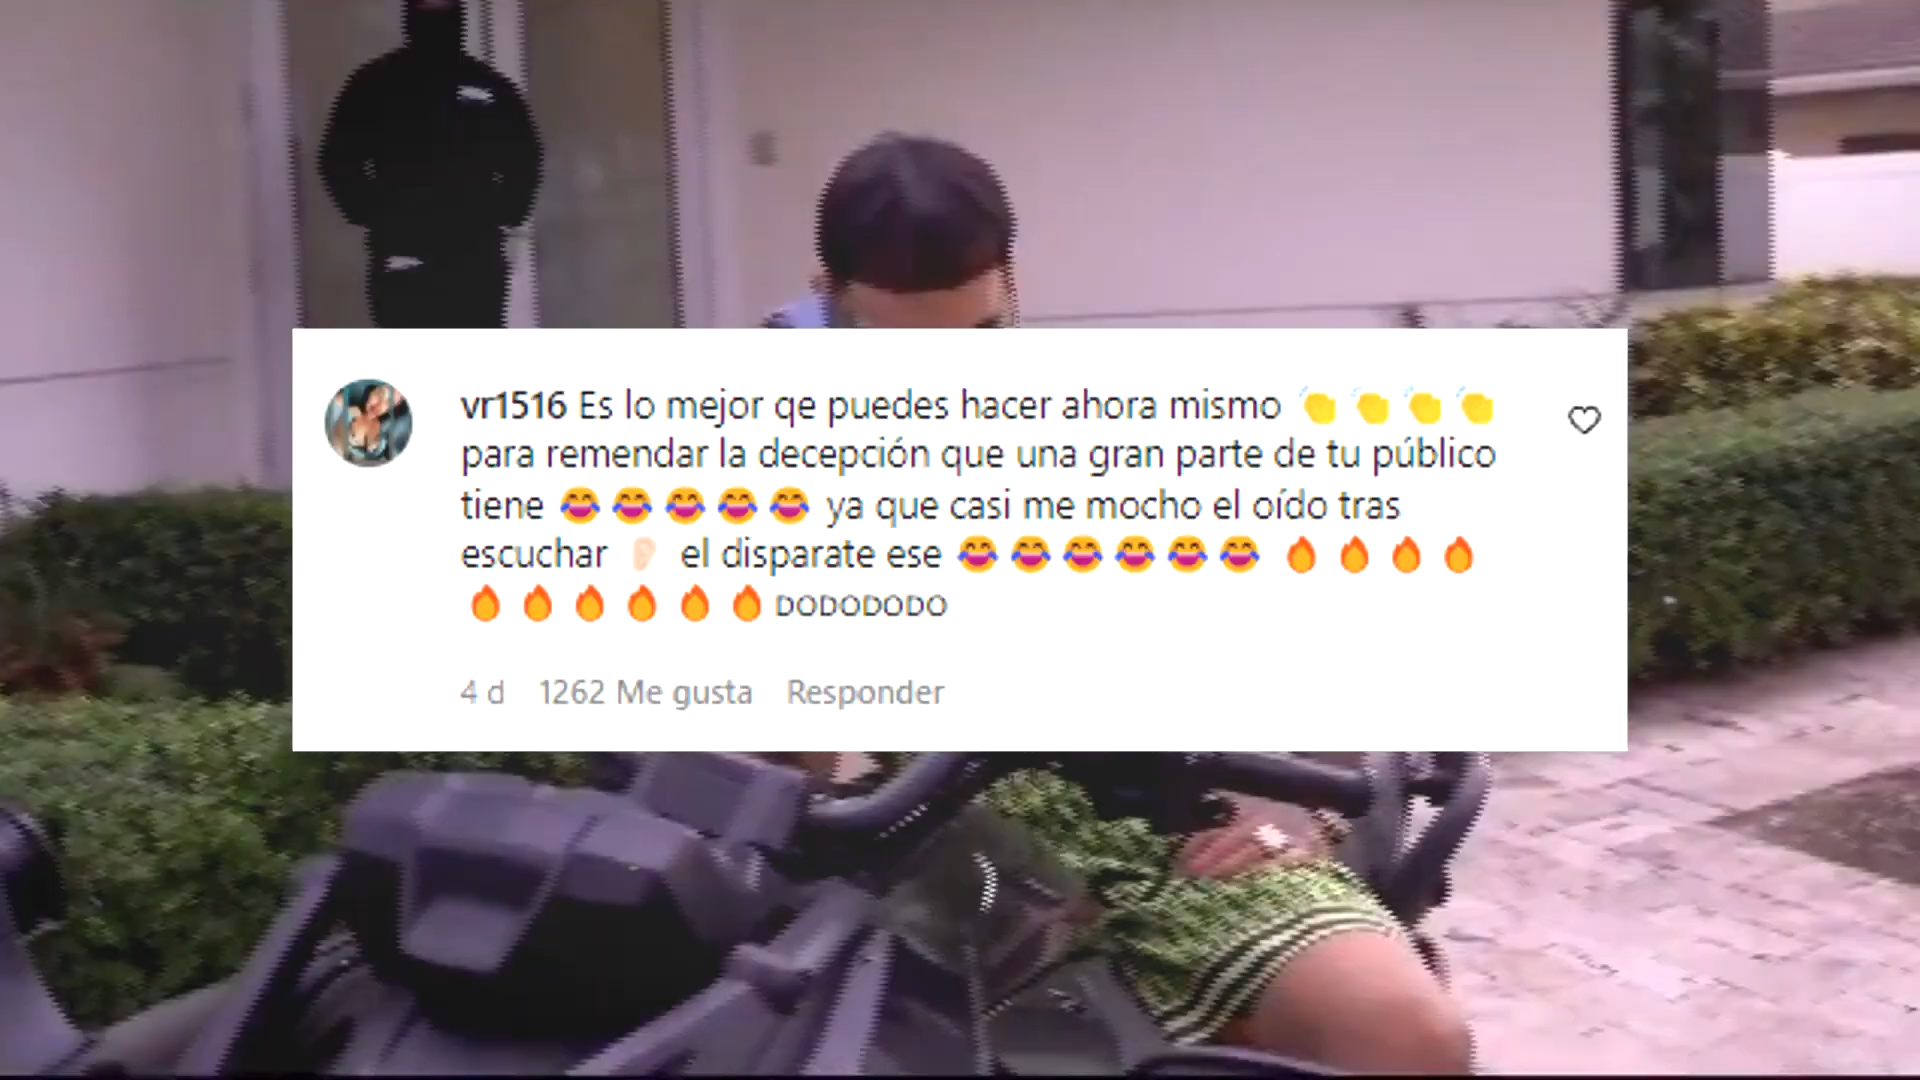 vr1516 Es lo mejor qe puedes hacer ahora mismo 👏👏👏👏
para remendar la decepción que una gran parte de tu público
tiene 😂😂😂😂😂 ya que casi me mocho el oído tras
escuchar 👂🏻 el disparate ese 😂😂😂😂😂😂 🔥🔥🔥🔥
🔥🔥🔥🔥🔥🔥 DODODODO
4 d 1262 Me gusta Responder